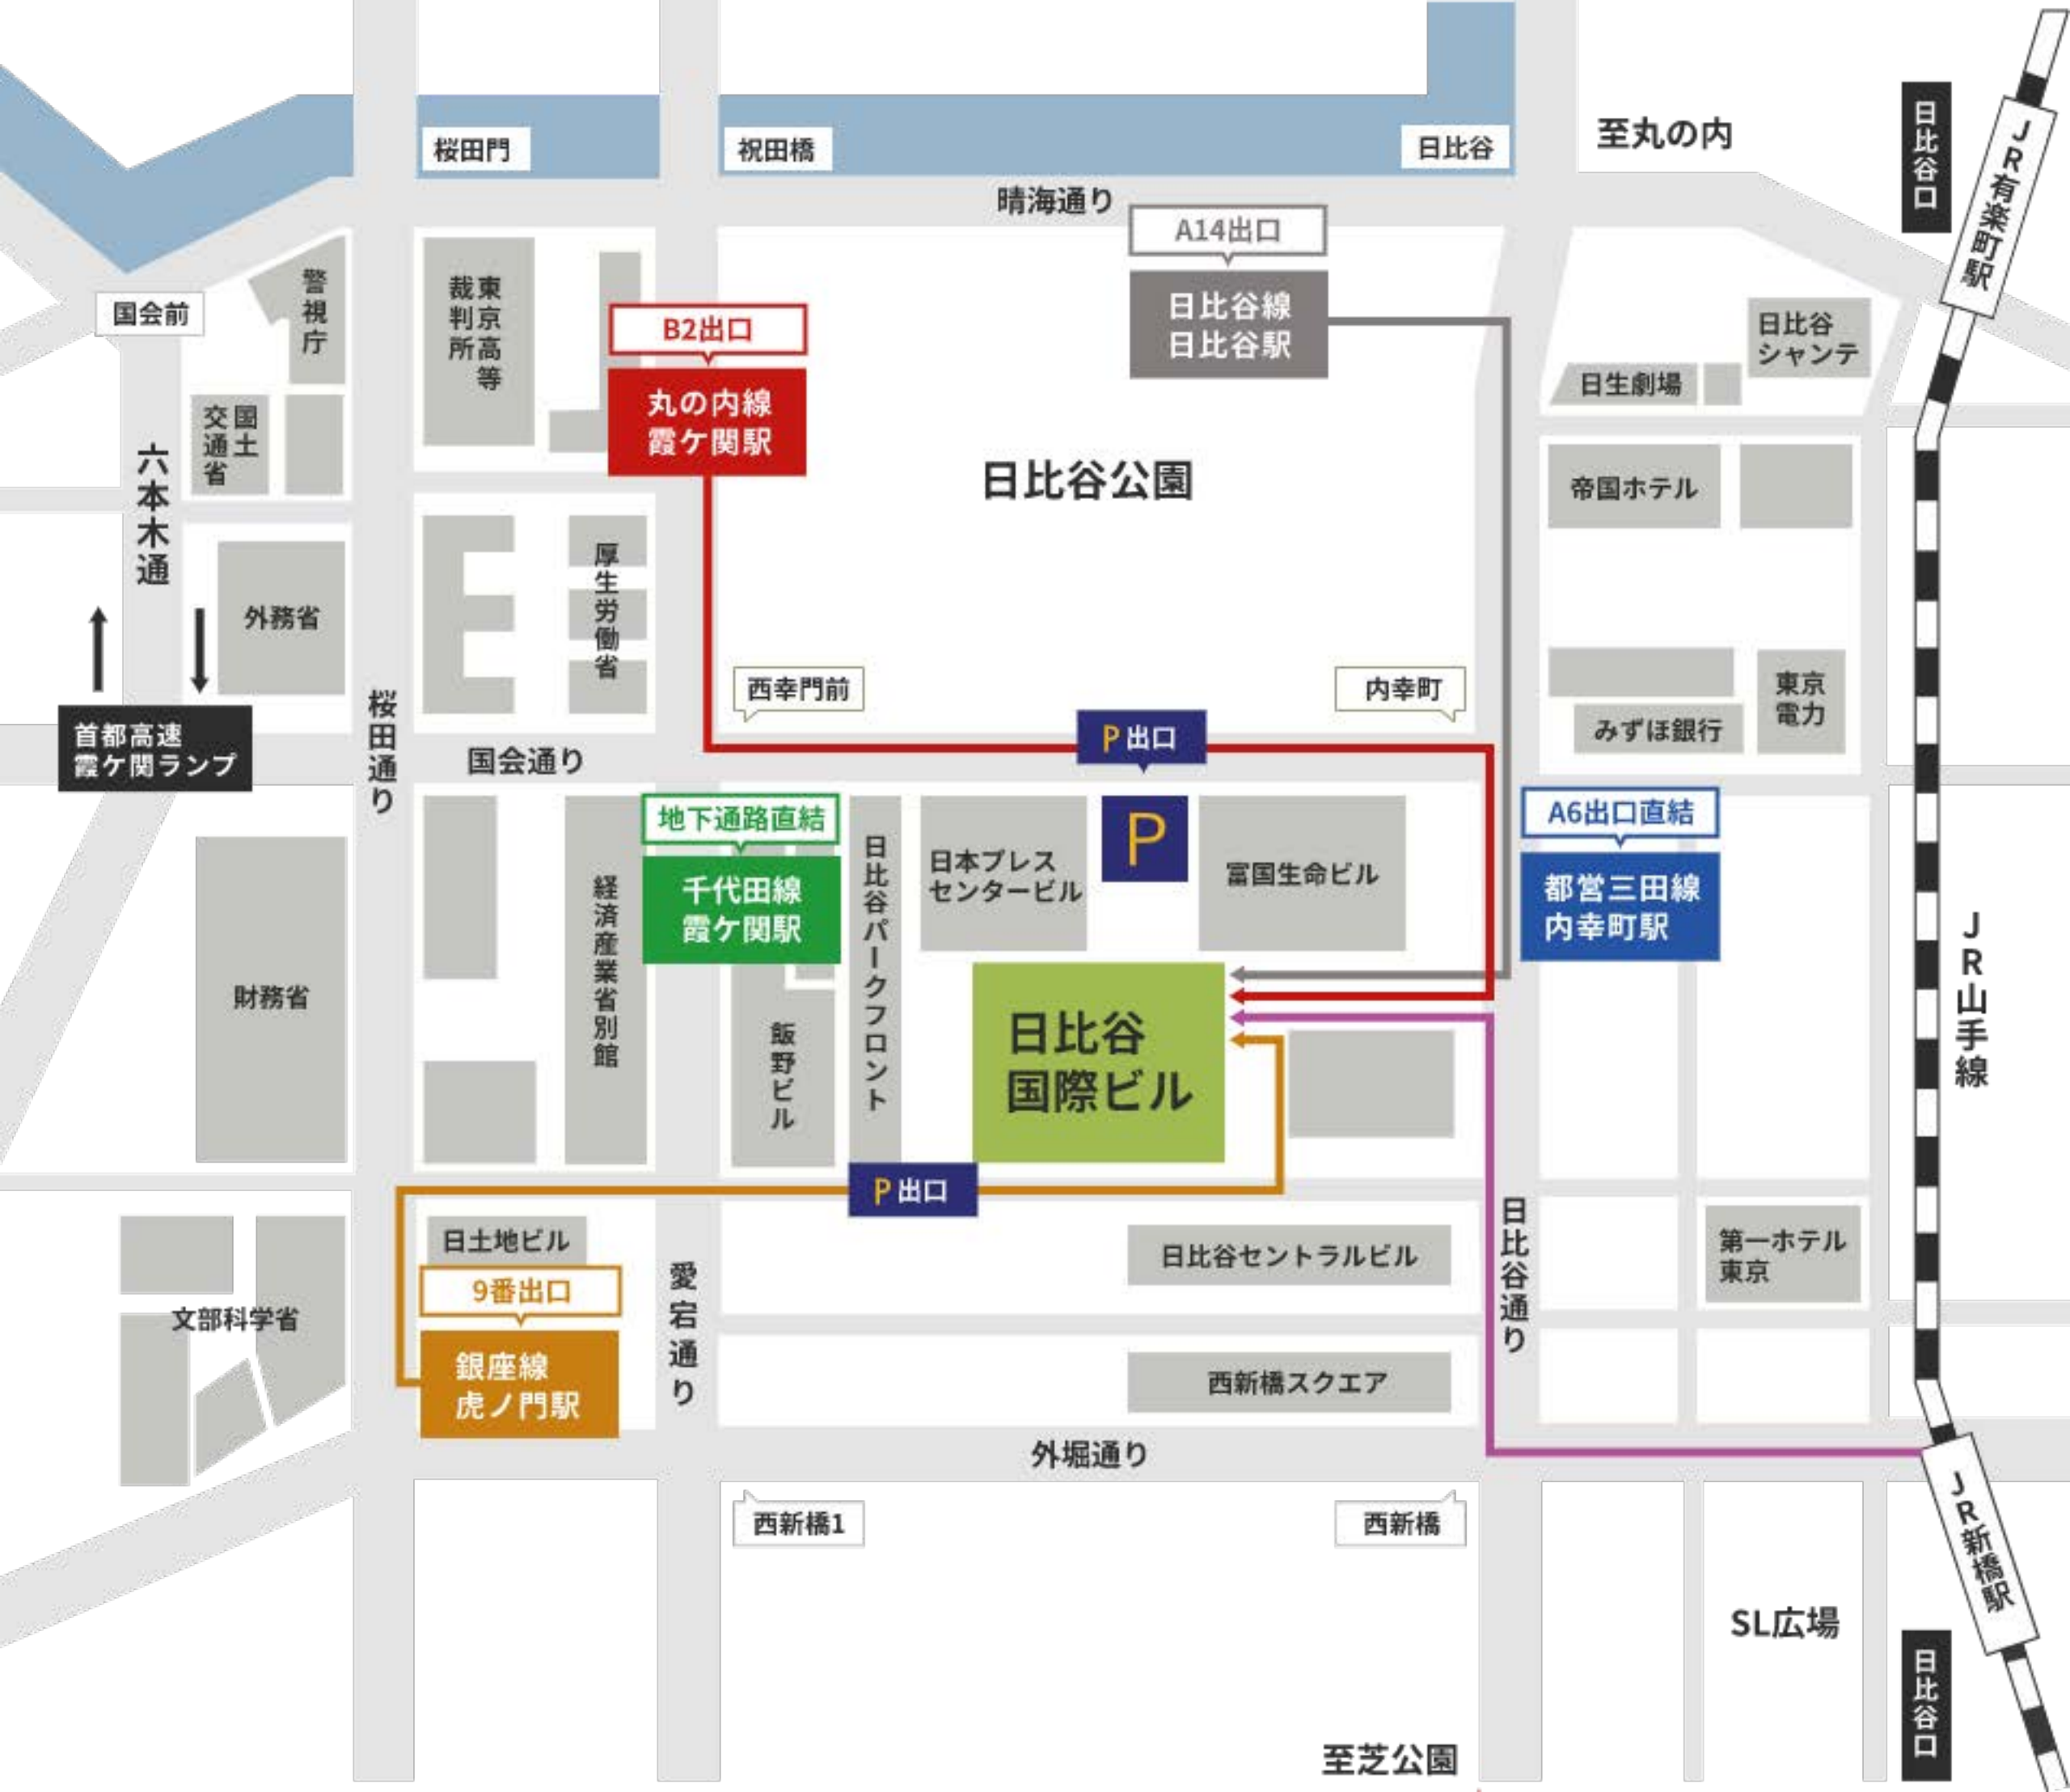 桜田門
祝田橋
日比谷
至丸の内
日比谷口
JR有楽町駅
晴海通り
A14出口
日比谷線
日比谷駅
国会前
警視庁
東京高等
裁判所
B2出口
丸の内線
霞ケ関駅
日比谷
シャンテ
日生劇場
国土
交通省
六本木通
日比谷公園
帝国ホテル
外務省
厚生労働省
西幸門前
内幸町
東京
電力
みずほ銀行
首都高速
霞ケ関ランプ
桜田通り
国会通り
P出口
P
地下通路直結
千代田線
霞ケ関駅
日比谷パークフロント
日本プレス
センタービル
富国生命ビル
A6出口直結
都営三田線
内幸町駅
経済産業省別館
財務省
飯野ビル
日比谷
国際ビル
JR山手線
P出口
日土地ビル
9番出口
銀座線
虎ノ門駅
文部科学省
愛宕通り
日比谷セントラルビル
日比谷通り
第一ホテル
東京
西新橋スクエア
外堀通り
西新橋1
西新橋
JR新橋駅
SL広場
日比谷口
至芝公園